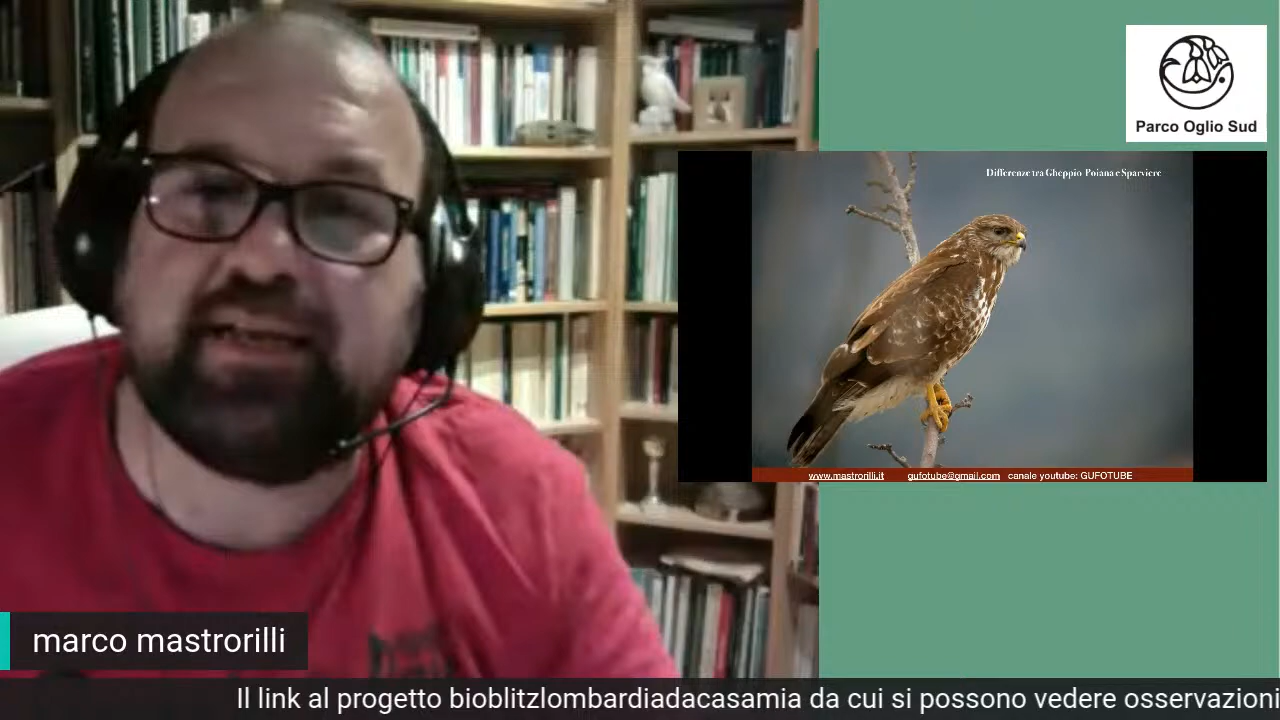 Parco Oglio Sud
Differenze tra Gheppio Poiana e Sparviere
www.mastrorilli.it gufotube@gmail.com canale youtube: GUFOTUBE
marco mastrorilli
Il link al progetto bioblitzlombardiadacasamia da cui si possono vedere osservazioni